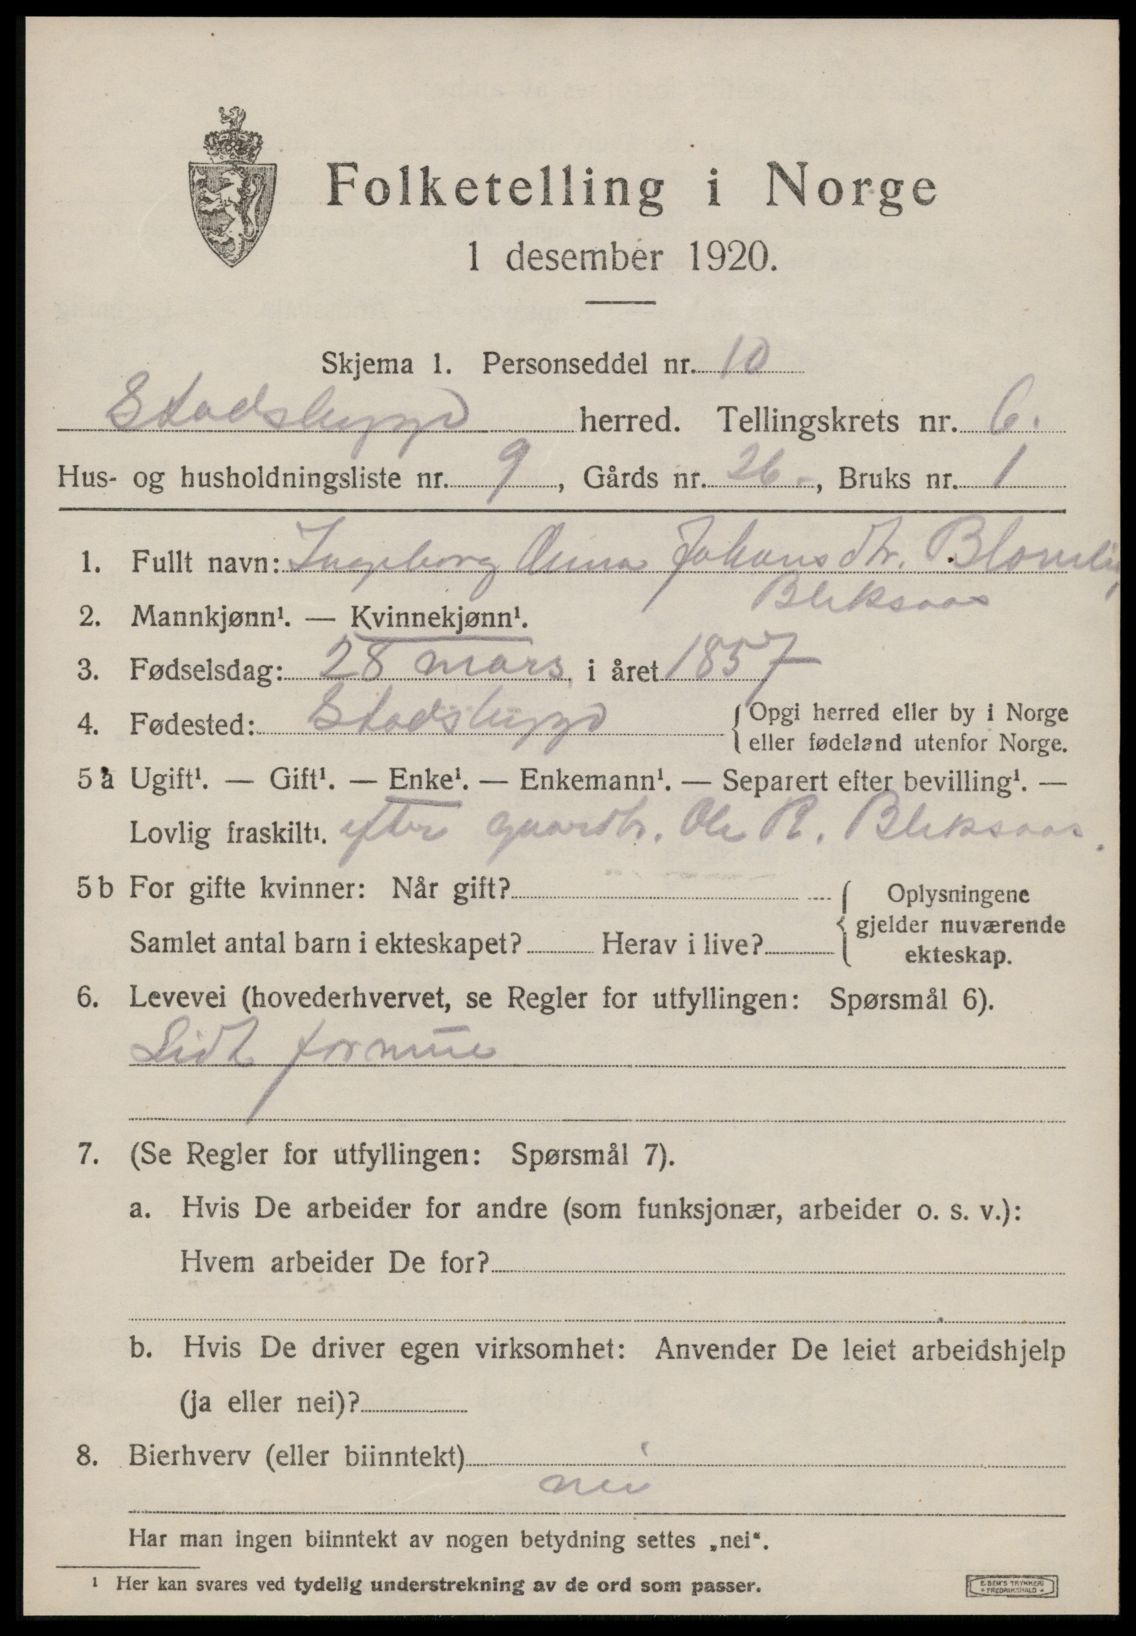 Folketelling i Norge
1 desember 1920.
Skjema 1. Personseddel nr. 10
Stadsbygd herred. Tellingskrets nr. 6.
Hus- og husholdningsliste nr. 9, Gårds nr. 26-, Bruks nr. 1
1. Fullt navn: Ingeborg Anna Johansdtr.
Bleksaas
2. Mannkjønn¹. — Kvinnekjønn¹.
3. Fødselsdag: 28 mars i året 1857
4. Fødested: Stadsbygd {Opgi herred eller by i Norge
eller fødeland utenfor Norge.
5 a Ugift¹. — Gift¹. — Enke¹. — Enkemann¹. — Separert efter bevilling¹. —
Lovlig fraskilt¹. efter gaardbr. Ole R. Bleksaas.
5 b For gifte kvinner: Når gift? { Oplysningene
gjelder nuværende
Samlet antal barn i ekteskapet? Herav i live?
ekteskap.
6. Levevei (hovederhvervet, se Regler for utfyllingen: Spørsmål 6).
Lidt formue
7. (Se Regler for utfyllingen: Spørsmål 7).
a. Hvis De arbeider for andre (som funksjonær, arbeider o. s. v.):
Hvem arbeider De for?
b. Hvis De driver egen virksomhet: Anvender De leiet arbeidshjelp
(ja eller nei)?
8. Bierhverv (eller biinntekt)
nei
Har man ingen biinntekt av nogen betydning settes „nei“.
¹ Her kan svares ved tydelig understrekning av de ord som passer.
E. SEM'S TRYKKERI
FREDRIKSHALD